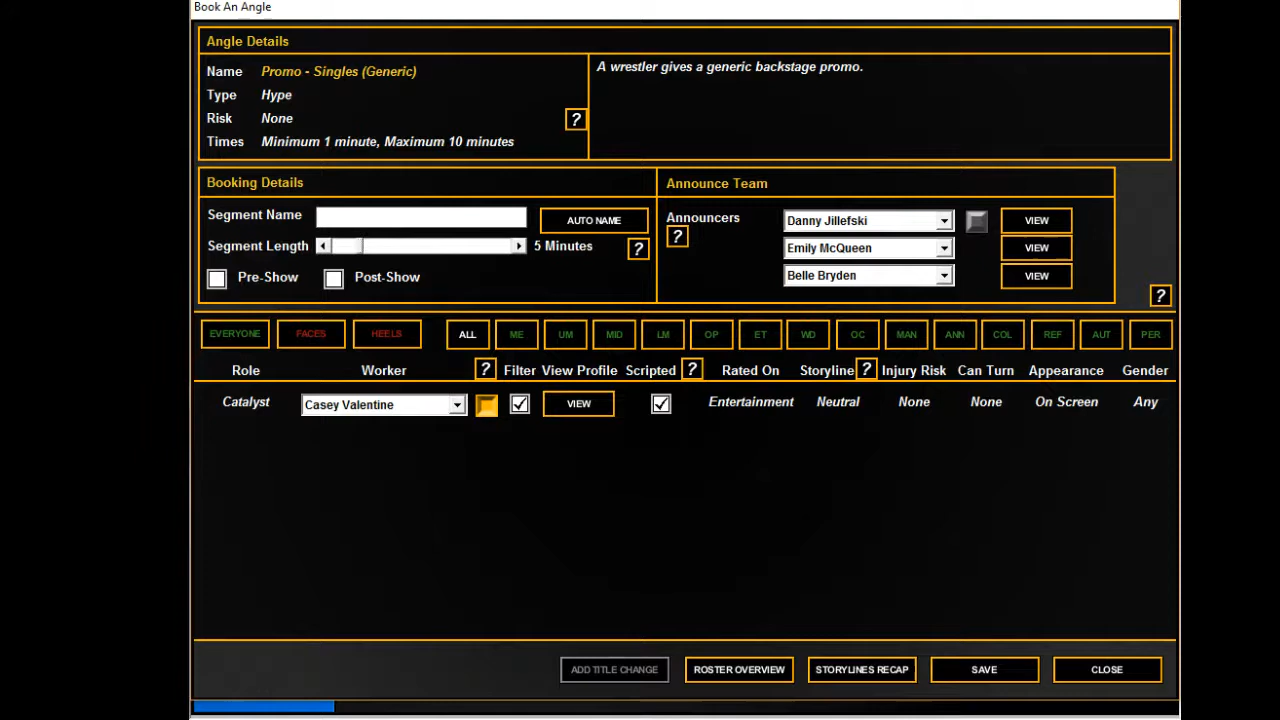 Book An Angle
Angle Details
Name Promo - Singles (Generic)
Type Hype
Risk None
?
Times Minimum 1 minute, Maximum 10 minutes
A wrestler gives a generic backstage promo.
Booking Details
Segment Name AUTO NAME
Segment Length 5 Minutes ?
Pre-Show Post-Show
Announce Team
Announcers Danny Jillefski VIEW
?
Emily McQueen VIEW
Belle Bryden VIEW
?
EVERYONE FACES HEELS ALL ME UM MID LM OP ET WD OC MAN ANN COL REF AUT PER
Role Worker ? Filter View Profile Scripted ? Rated On Storyline ? Injury Risk Can Turn Appearance Gender
Catalyst Casey Valentine VIEW Entertainment Neutral None None On Screen Any
ADD TITLE CHANGE ROSTER OVERVIEW STORYLINES RECAP SAVE CLOSE